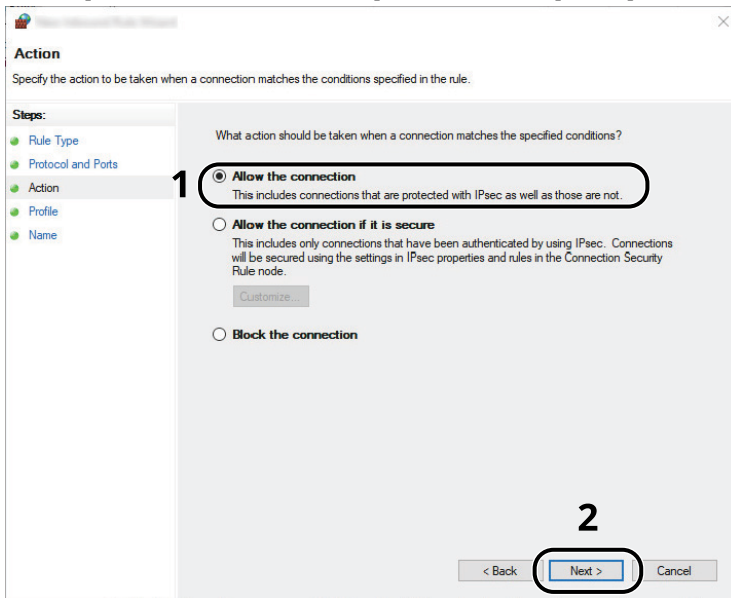 Action
Specify the action to be taken when a connection matches the conditions specified in the rule.
Steps:
Rule Type
Protocol and Ports
Action
Profile
Name
What action should be taken when a connection matches the specified conditions?
1
Allow the connection
This includes connections that are protected with IPsec as well as those are not.
Allow the connection if it is secure
This includes only connections that have been authenticated by using IPsec. Connections
will be secured using the settings in IPsec properties and rules in the Connection Security
Rule node.
Customize...
Block the connection
2
< Back
Next >
Cancel